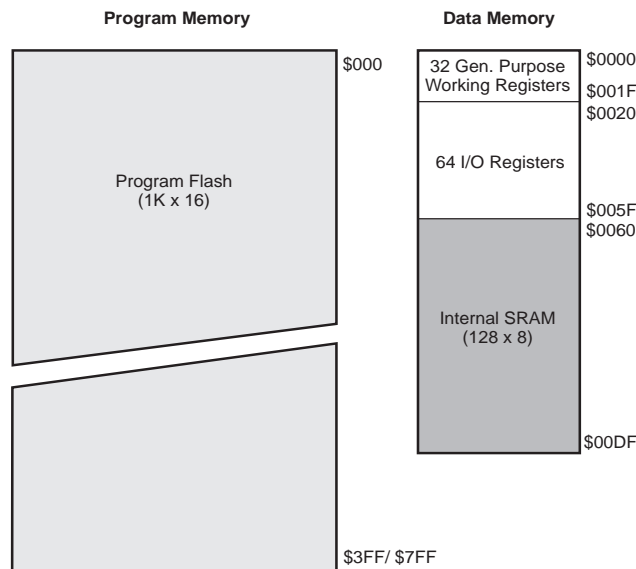 Program Memory
$000
Program Flash
(1K x 16)
$3FF/ $7FF
Data Memory
32 Gen. Purpose
Working Registers
$0000
$001F
$0020
64 I/O Registers
$005F
$0060
Internal SRAM
(128 x 8)
$00DF